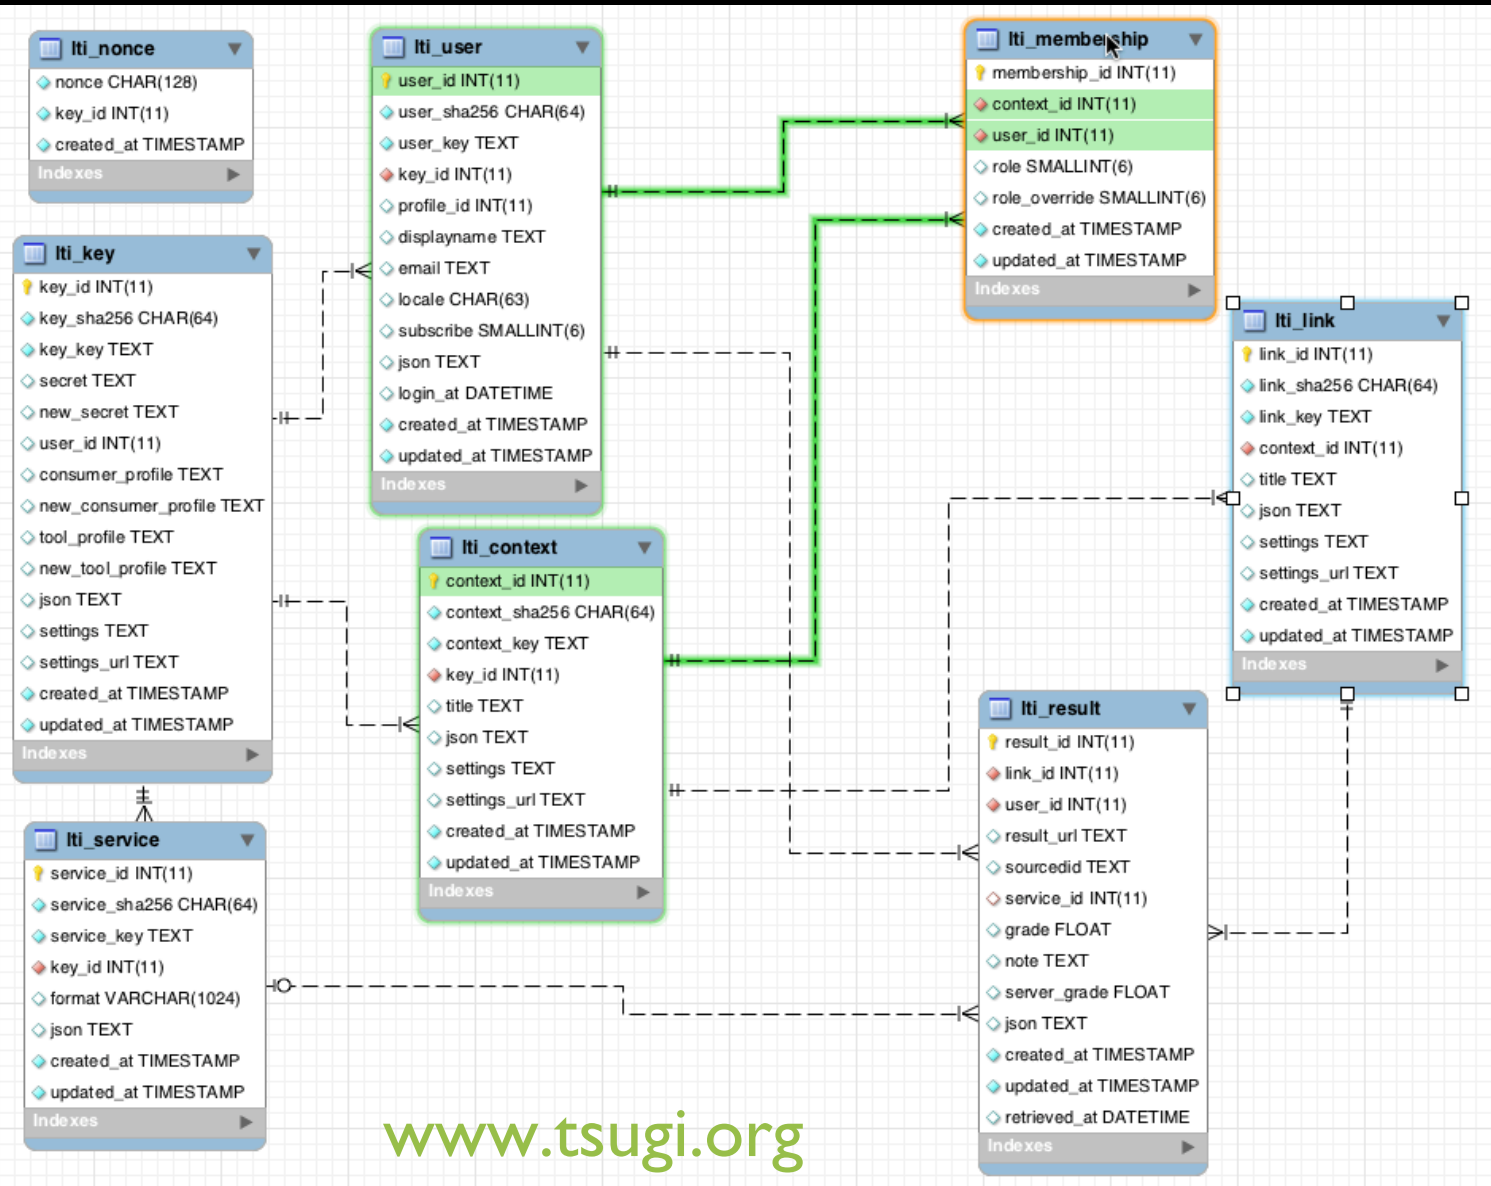 lti_nonce
nonce CHAR(128)
key_id INT(11)
created_at TIMESTAMP
Indexes
lti_key
key_id INT(11)
key_sha256 CHAR(64)
key_key TEXT
secret TEXT
new_secret TEXT
user_id INT(11)
consumer_profile TEXT
new_consumer_profile TEXT
tool_profile TEXT
new_tool_profile TEXT
json TEXT
settings TEXT
settings_url TEXT
created_at TIMESTAMP
updated_at TIMESTAMP
Indexes
lti_service
service_id INT(11)
service_sha256 CHAR(64)
service_key TEXT
key_id INT(11)
format VARCHAR(1024)
json TEXT
created_at TIMESTAMP
updated_at TIMESTAMP
Indexes
lti_user
user_id INT(11)
user_sha256 CHAR(64)
user_key TEXT
key_id INT(11)
profile_id INT(11)
displayname TEXT
email TEXT
locale CHAR(63)
subscribe SMALLINT(6)
json TEXT
login_at DATETIME
created_at TIMESTAMP
updated_at TIMESTAMP
Indexes
lti_context
context_id INT(11)
context_sha256 CHAR(64)
context_key TEXT
key_id INT(11)
title TEXT
json TEXT
settings TEXT
settings_url TEXT
created_at TIMESTAMP
updated_at TIMESTAMP
Indexes
lti_membership
membership_id INT(11)
context_id INT(11)
user_id INT(11)
role SMALLINT(6)
role_override SMALLINT(6)
created_at TIMESTAMP
updated_at TIMESTAMP
Indexes
lti_link
link_id INT(11)
link_sha256 CHAR(64)
link_key TEXT
context_id INT(11)
title TEXT
json TEXT
settings TEXT
settings_url TEXT
created_at TIMESTAMP
updated_at TIMESTAMP
Indexes
lti_result
result_id INT(11)
link_id INT(11)
user_id INT(11)
result_url TEXT
sourcedid TEXT
service_id INT(11)
grade FLOAT
note TEXT
server_grade FLOAT
json TEXT
created_at TIMESTAMP
updated_at TIMESTAMP
retrieved_at DATETIME
Indexes
www.tsugi.org